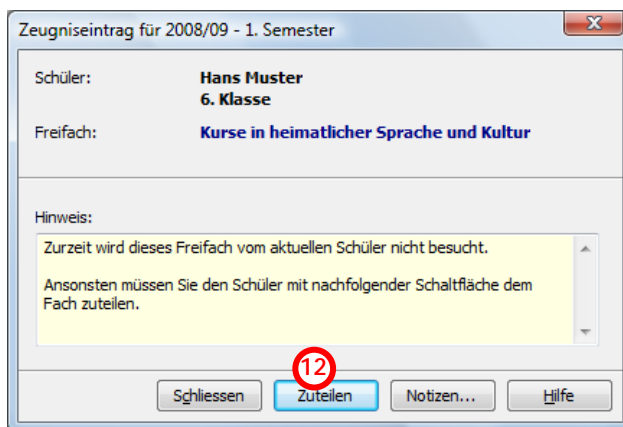 Zeugniseintrag für 2008/09 - 1. Semester
Schüler: Hans Muster
6. Klasse
Freifach: Kurse in heimatlicher Sprache und Kultur
Hinweis:
Zurzeit wird dieses Freifach vom aktuellen Schüler nicht besucht.
Ansonsten müssen Sie den Schüler mit nachfolgender Schaltfläche dem
Fach zuteilen.
12
Schliessen Zuteilen Notizen... Hilfe